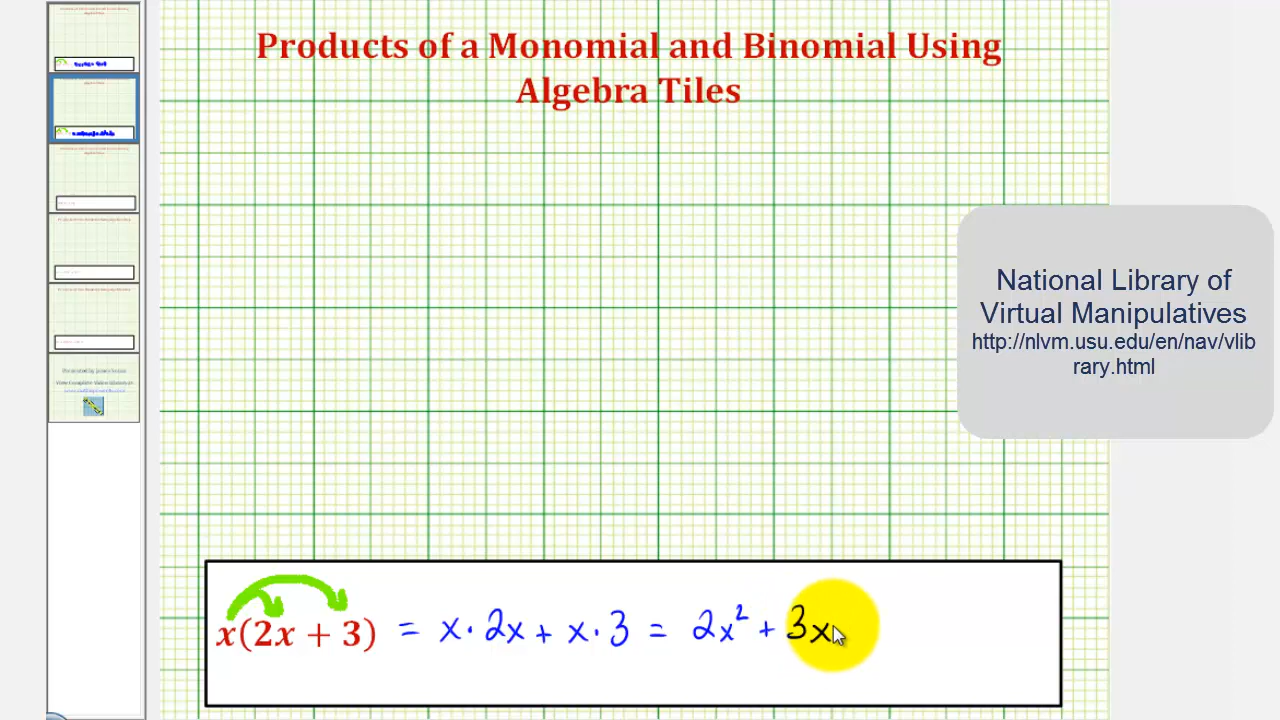 Products of a Monomial and Binomial Using
Algebra Tiles
National Library of
Virtual Manipulatives
http://nlvm.usu.edu/en/nav/vlib
rary.html
x(2x + 3) = x · 2x + x · 3 = 2x² + 3x